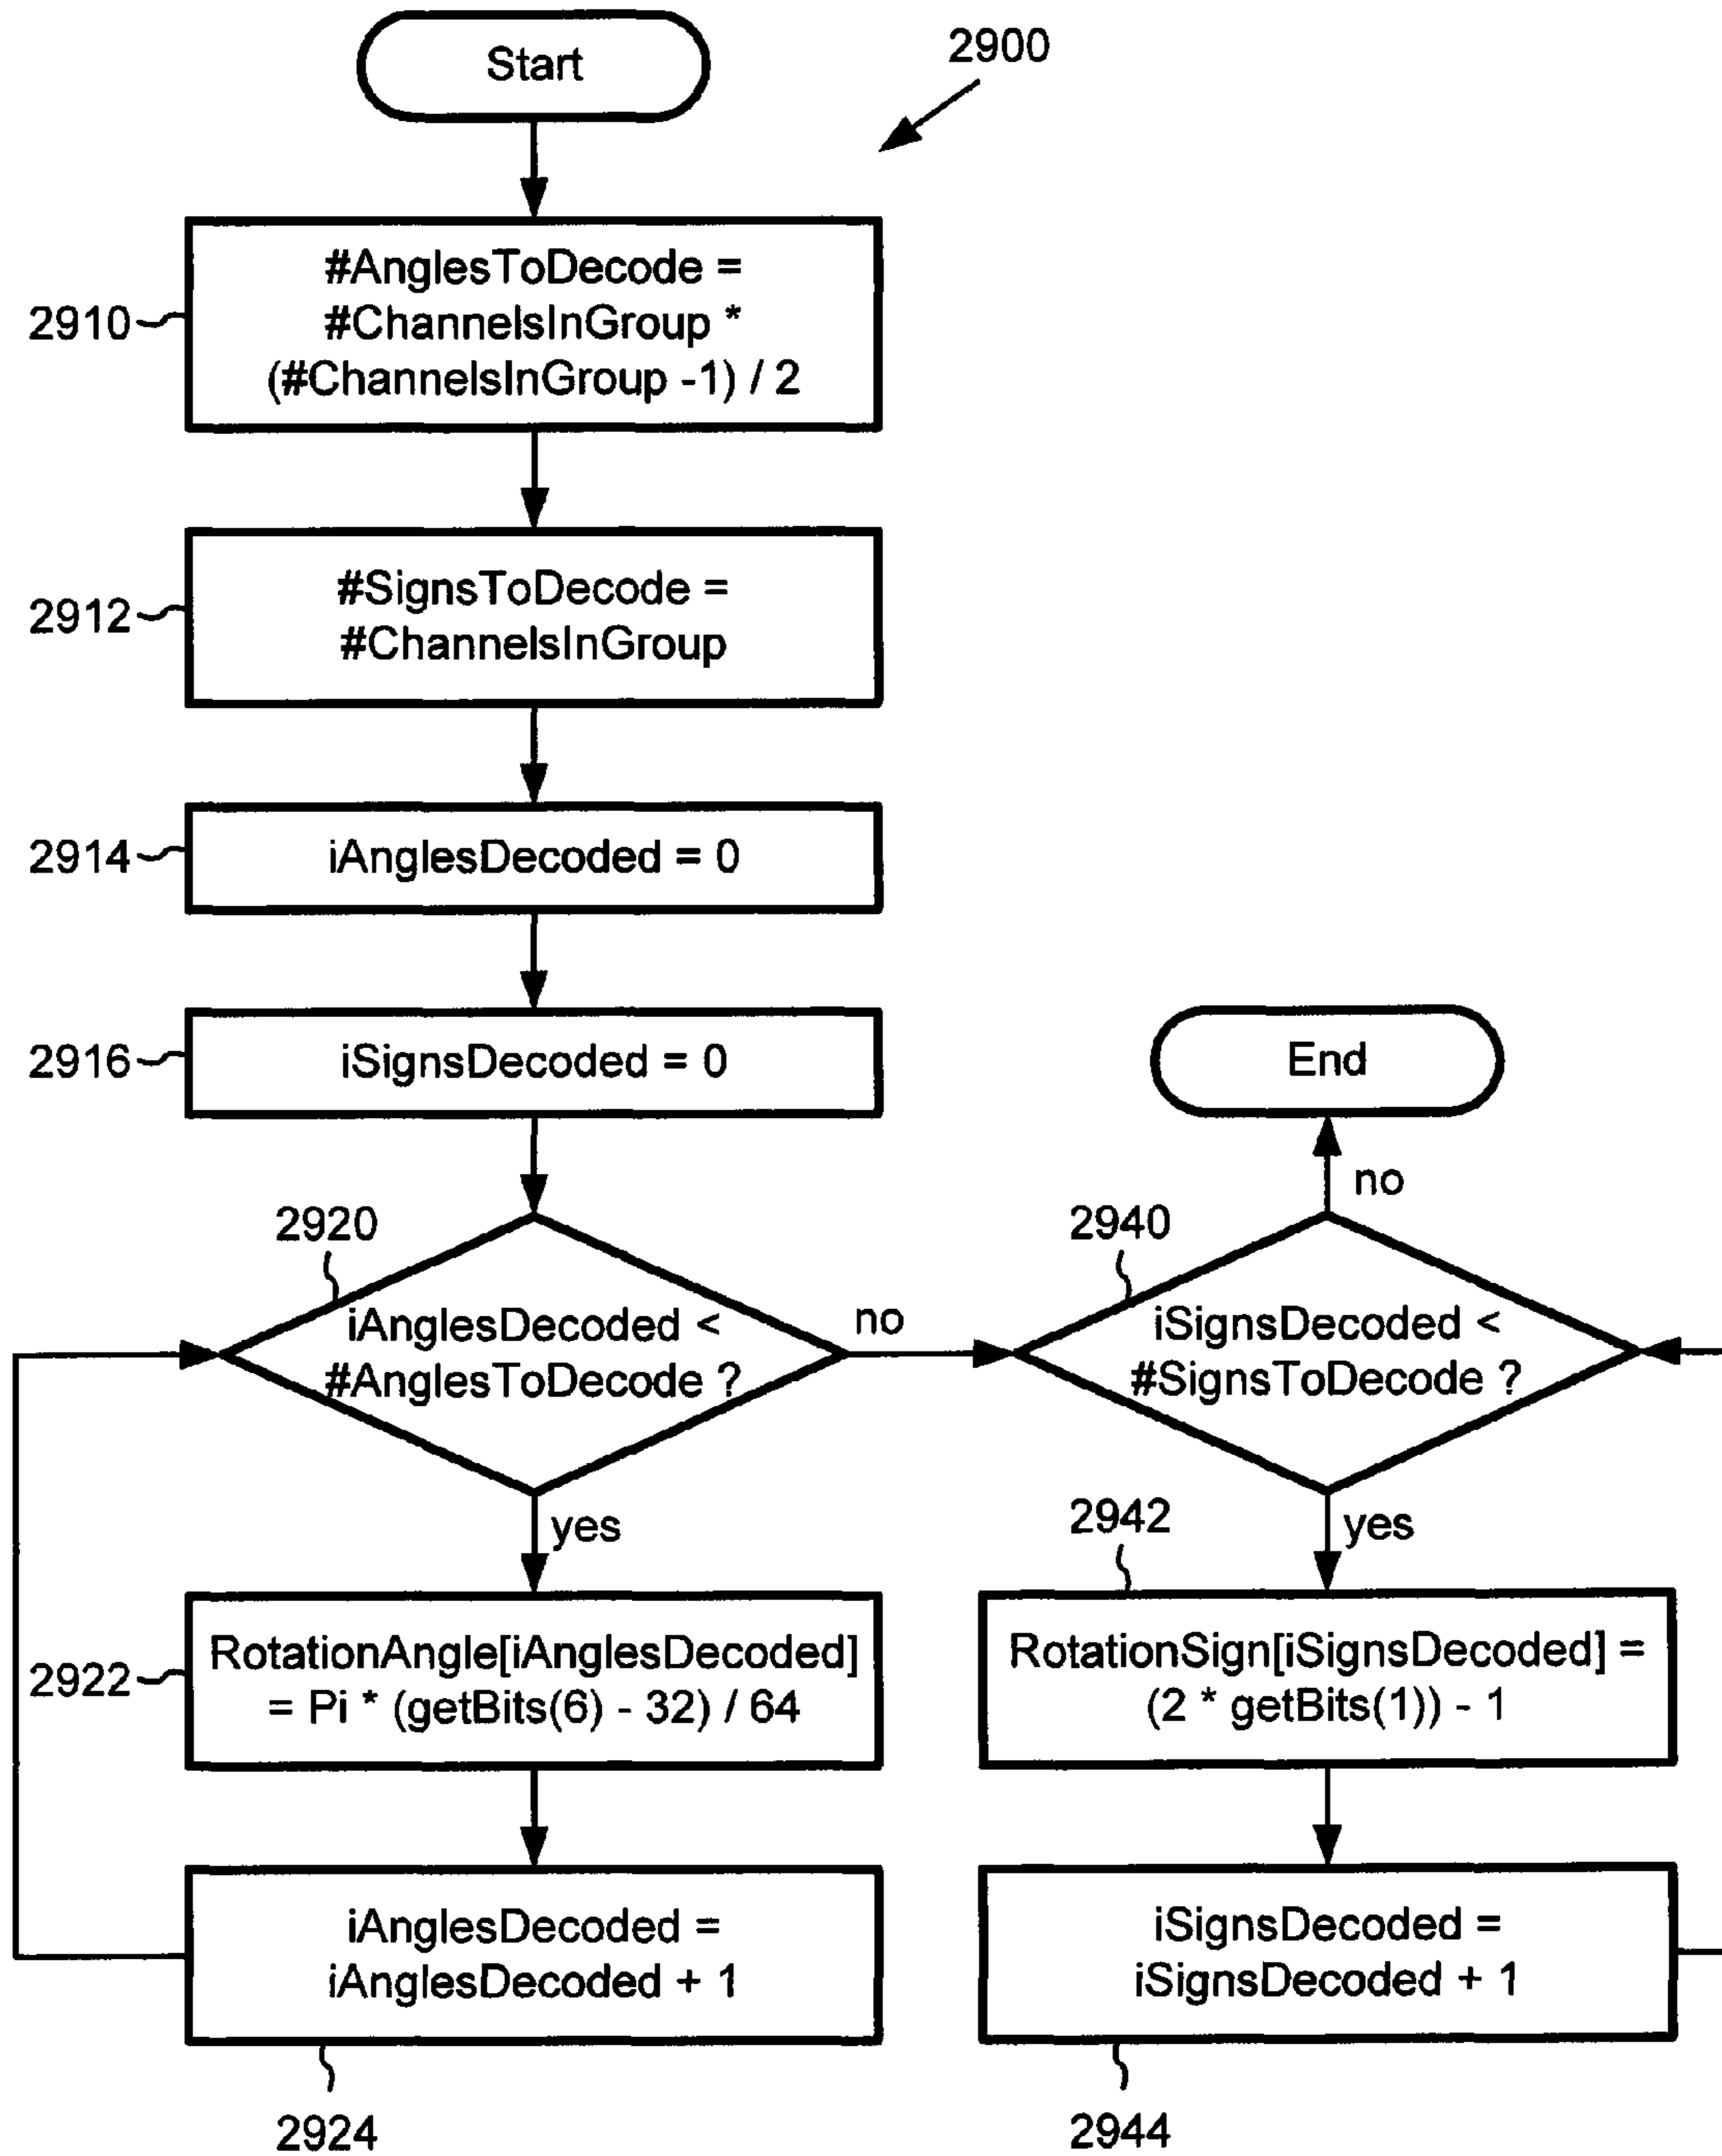 Start
2900
#AnglesToDecode =
#ChannelsInGroup *
(#ChannelsInGroup -1) / 2
2910
#SignsToDecode =
#ChannelsInGroup
2912
iAnglesDecoded = 0
2914
iSignsDecoded = 0
2916
End
no
2920
iAnglesDecoded <
#AnglesToDecode ?
no
2940
iSignsDecoded <
#SignsToDecode ?
yes
2942
yes
RotationAngle[iAnglesDecoded]
= Pi * (getBits(6) - 32) / 64
2922
RotationSign[iSignsDecoded] =
(2 * getBits(1)) - 1
iAnglesDecoded =
iAnglesDecoded + 1
iSignsDecoded =
iSignsDecoded + 1
2924
2944